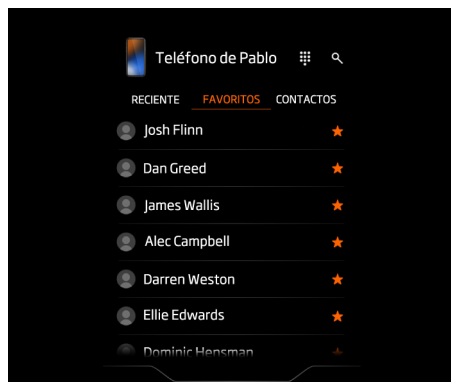 Teléfono de Pablo
RECIENTE FAVORITOS CONTACTOS
Josh Flinn
Dan Greed
James Wallis
Alec Campbell
Darren Weston
Ellie Edwards
Dominic Hensman